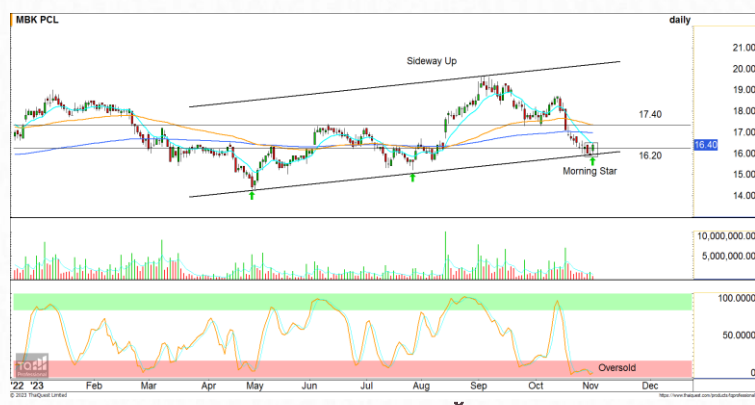 MBK PCL daily
21.00
Sideway Up
20.00
19.00
18.00
17.40
17.00
16.40
16.20
16.00
Morning Star
15.00
14.00
10,000,000.00
5,000,000.00
100.0000
50.0000
Oversold
0
'22 '23 Feb Mar Apr May Jun Jul Aug Sep Oct Nov Dec
© 2023 ThaiQuest Limited